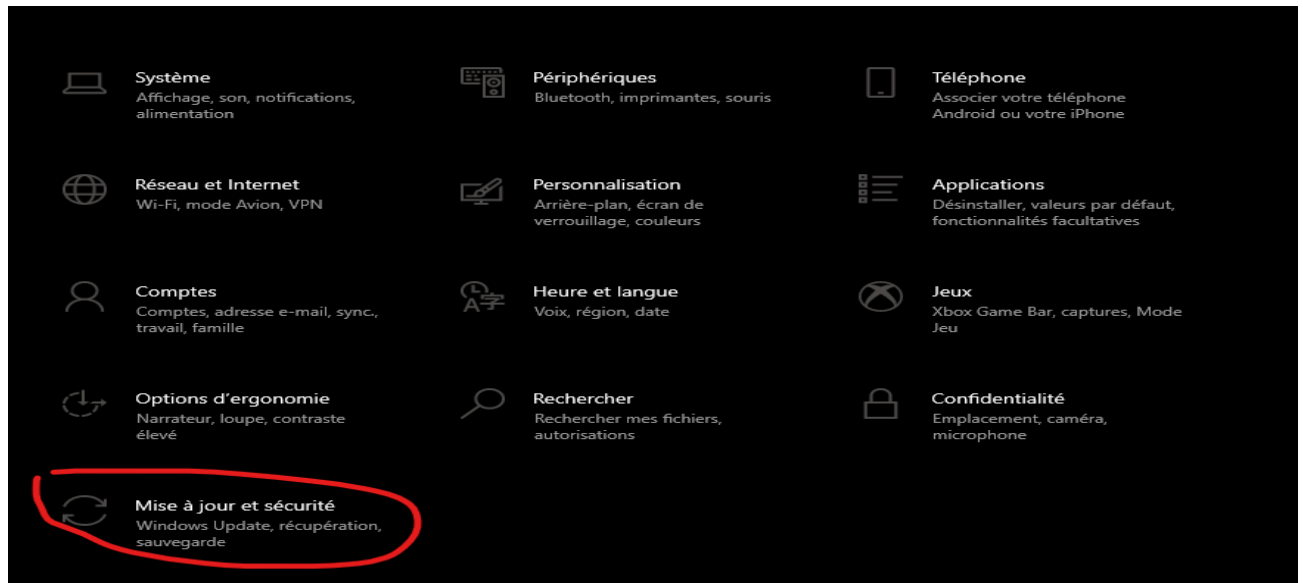 Système
Affichage, son, notifications,
alimentation
Périphériques
Bluetooth, imprimantes, souris
Téléphone
Associer votre téléphone
Android ou votre iPhone
Réseau et Internet
Wi-Fi, mode Avion, VPN
Personnalisation
Arrière-plan, écran de
verrouillage, couleurs
Applications
Désinstaller, valeurs par défaut,
fonctionnalités facultatives
Comptes
Comptes, adresse e-mail, sync.,
travail, famille
Heure et langue
Voix, région, date
Jeux
Xbox Game Bar, captures, Mode
Jeu
Options d'ergonomie
Narrateur, loupe, contraste
élevé
Rechercher
Rechercher mes fichiers,
autorisations
Confidentialité
Emplacement, caméra,
microphone
Mise à jour et sécurité
Windows Update, récupération,
sauvegarde